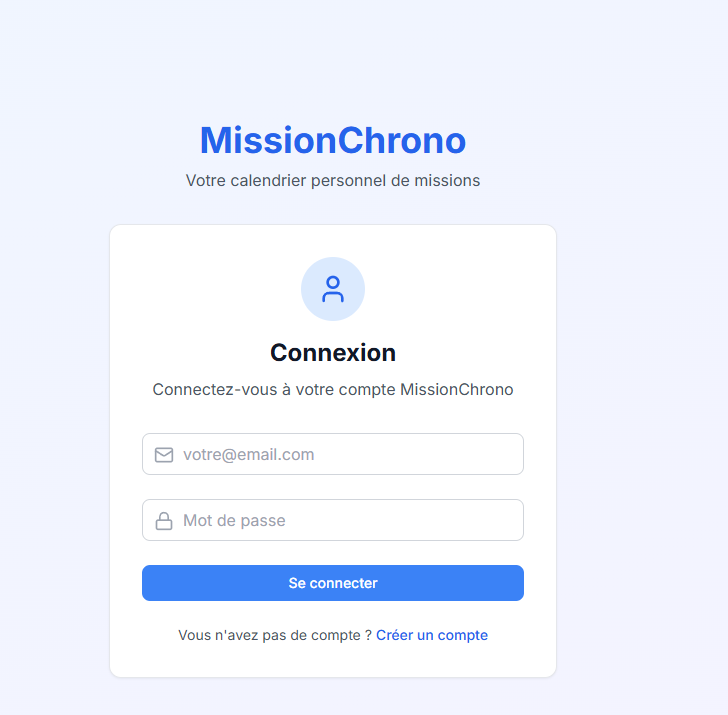 MissionChrono
Votre calendrier personnel de missions
Connexion
Connectez-vous à votre compte MissionChrono
votre@email.com
Mot de passe
Se connecter
Vous n'avez pas de compte ? Créer un compte